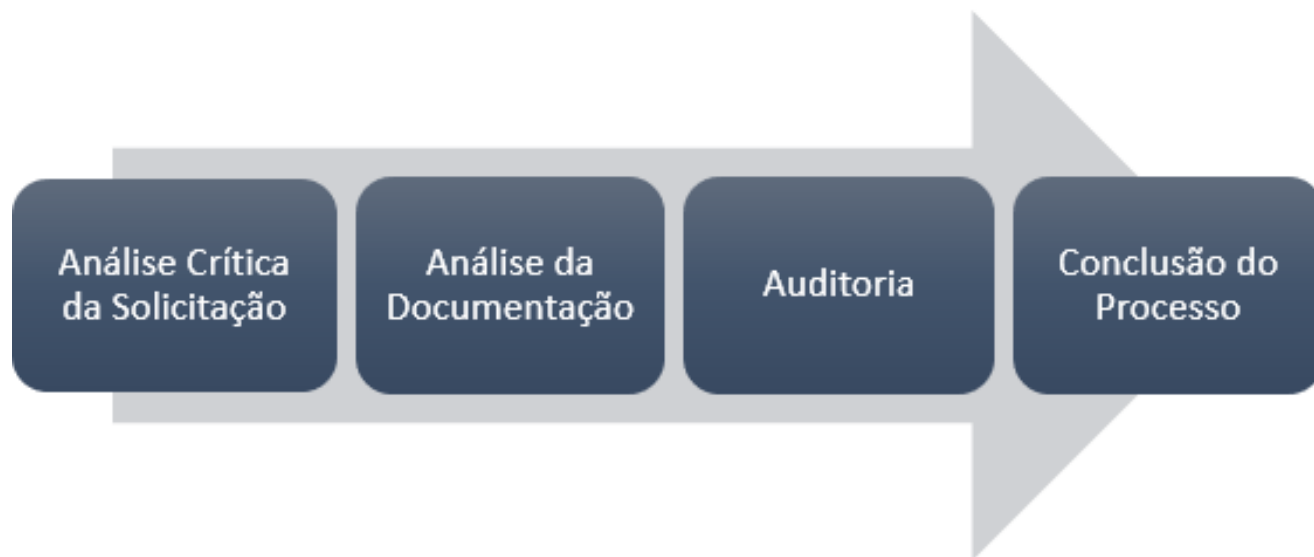 Análise Crítica
da Solicitação
Análise da
Documentação
Auditoria
Conclusão do
Processo